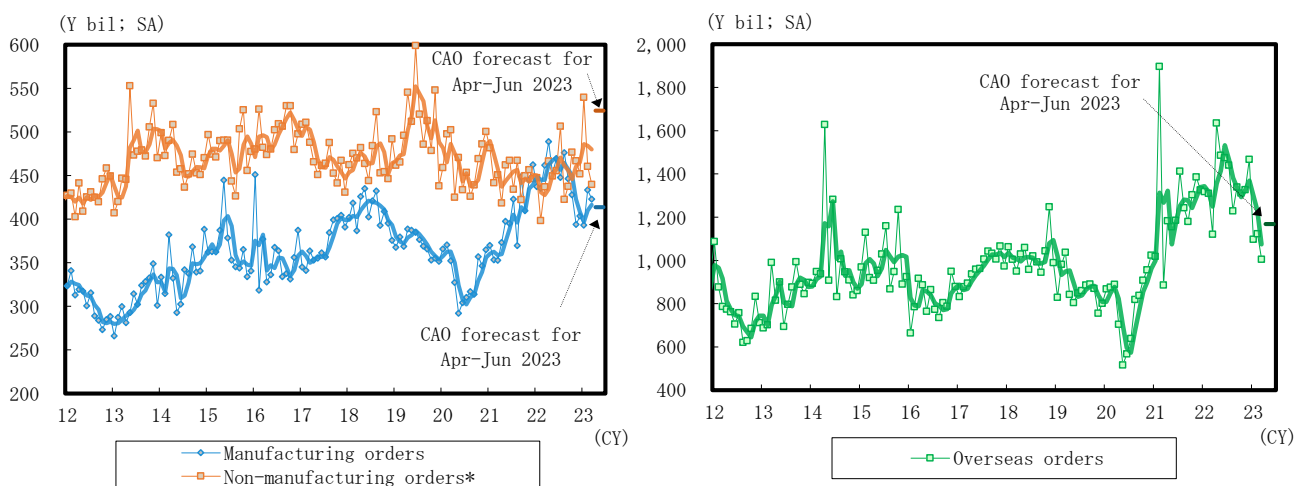 (Y bil; SA)
600
550
500
450
400
350
300
250
200
CAO forecast for
Apr-Jun 2023
CAO forecast for
Apr-Jun 2023
12 13 14 15 16 17 18 19 20 21 22 23
(CY)
Manufacturing orders
Non-manufacturing orders*
(Y bil; SA)
2,000
1,800
1,600
1,400
1,200
1,000
800
600
400
CAO forecast for
Apr-Jun 2023
12 13 14 15 16 17 18 19 20 21 22 23
(CY)
Overseas orders